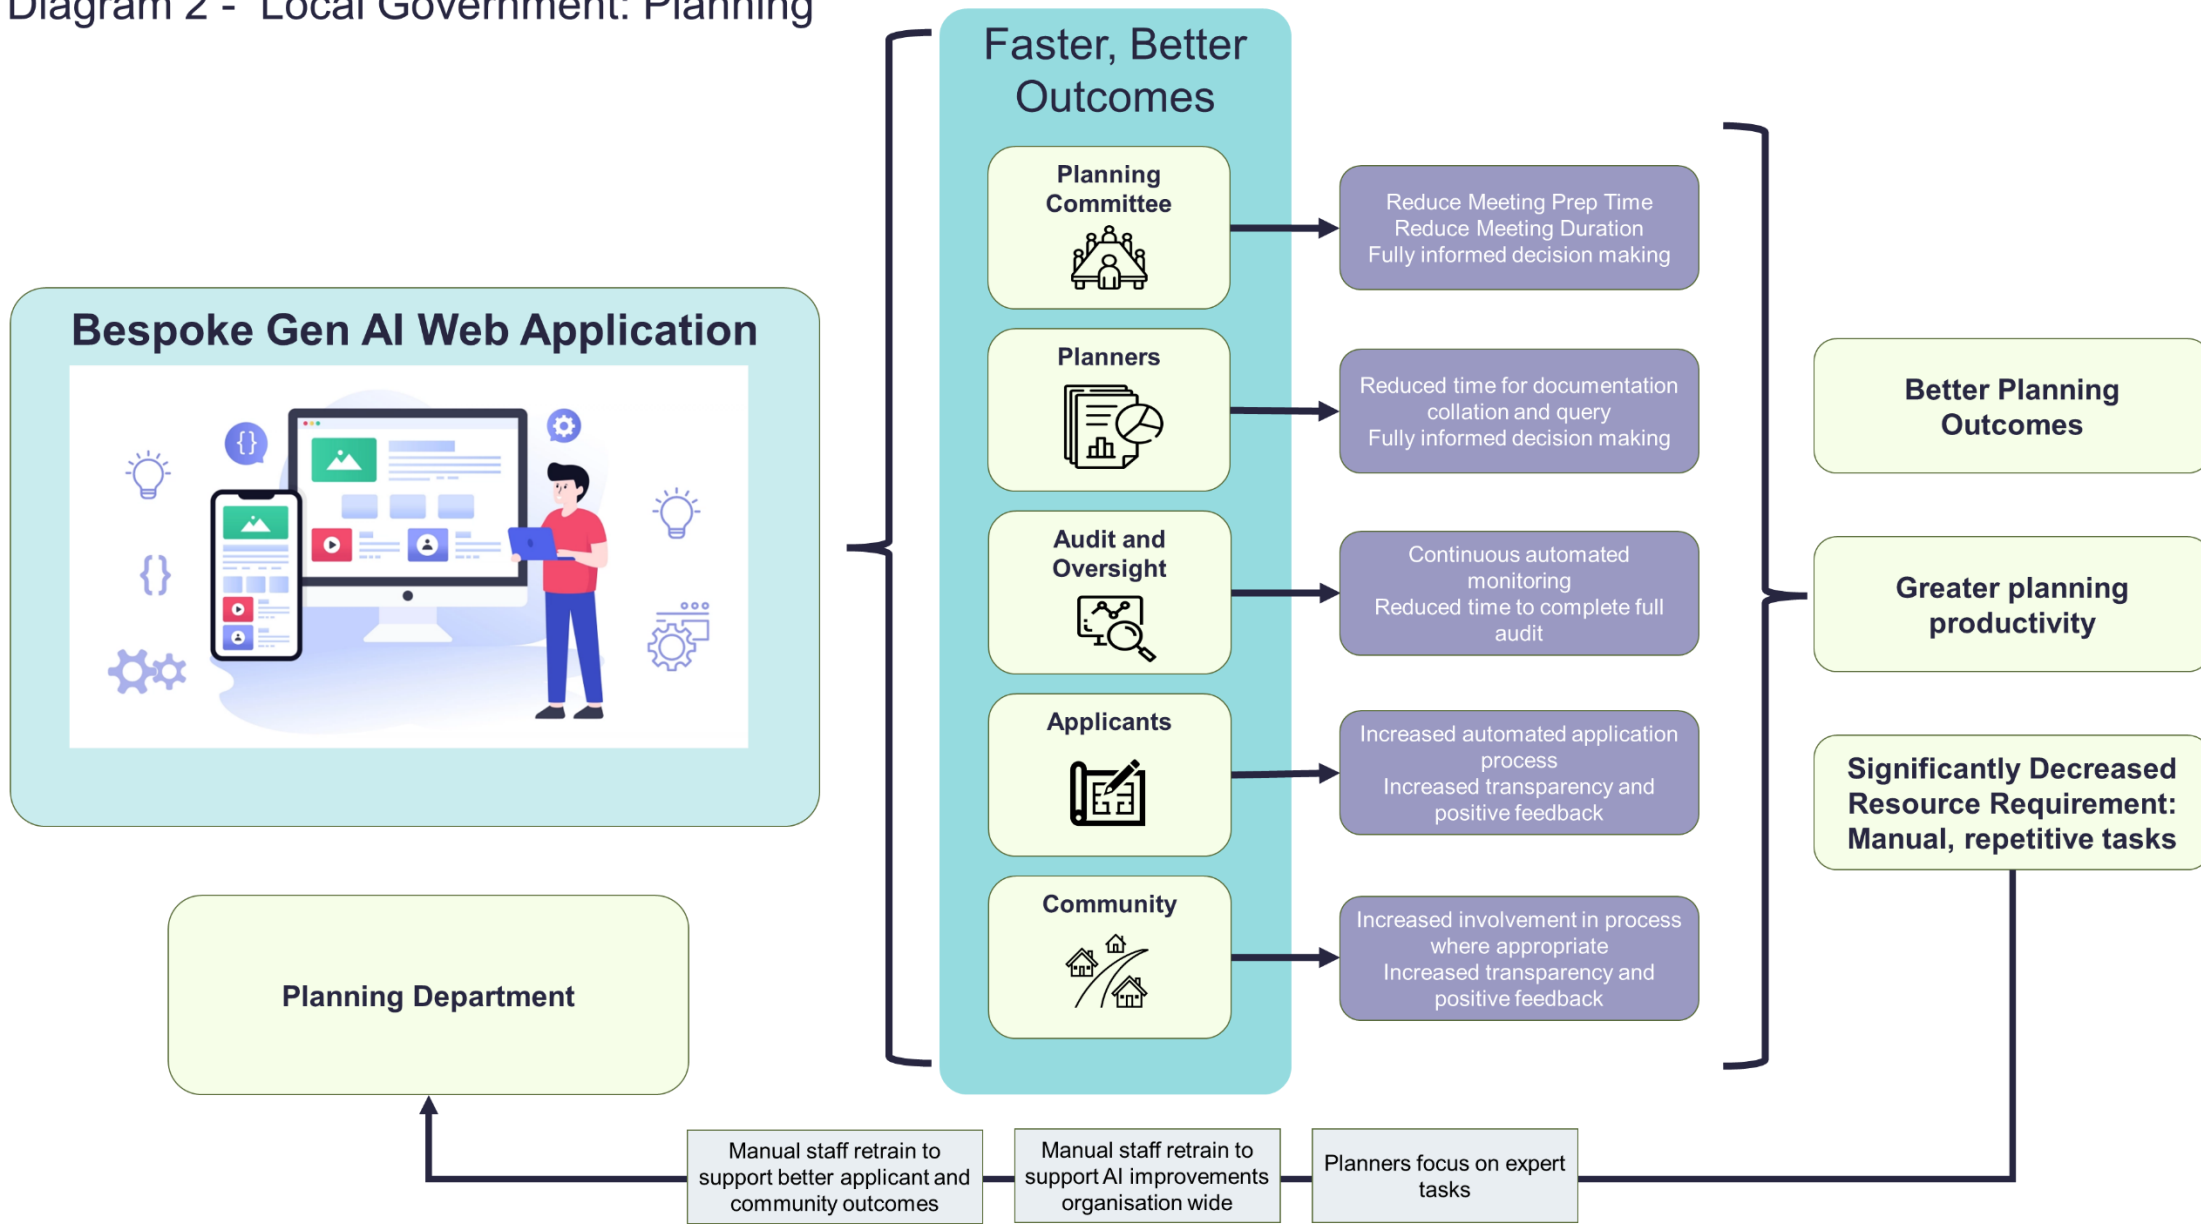 Diagram 2 - Local Government: Planning
Faster, Better
Outcomes
Bespoke Gen AI Web Application
Planning
Committee
Reduce Meeting Prep Time
Reduce Meeting Duration
Fully informed decision making
Planners
Reduced time for documentation
collation and query
Fully informed decision making
Audit and
Oversight
Continuous automated
monitoring
Reduced time to complete full
audit
Applicants
Increased automated application
process
Increased transparency and
positive feedback
Community
Increased involvement in process
where appropriate
Increased transparency and
positive feedback
Better Planning
Outcomes
Greater planning
productivity
Significantly Decreased
Resource Requirement:
Manual, repetitive tasks
Planning Department
Manual staff retrain to
support better applicant and
community outcomes
Manual staff retrain to
support AI improvements
organisation wide
Planners focus on expert
tasks